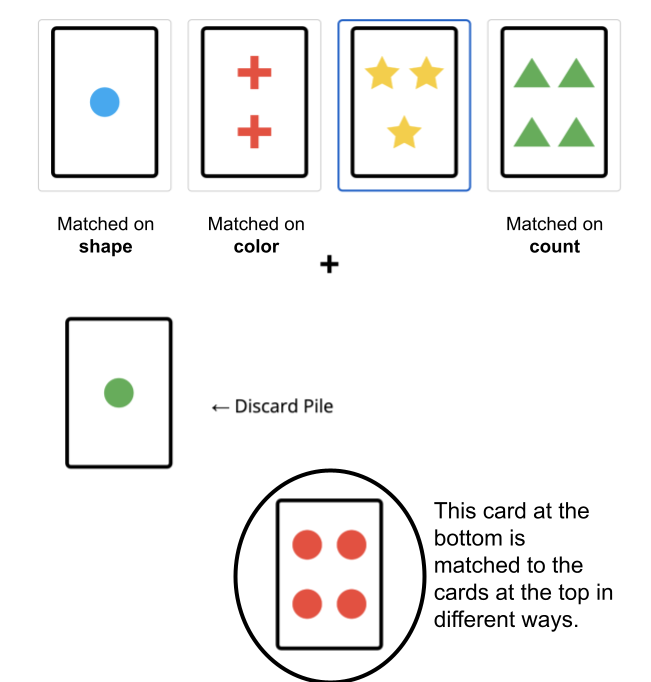 Matched on
shape
Matched on
color
Matched on
count
← Discard Pile
This card at the
bottom is
matched to the
cards at the top in
different ways.